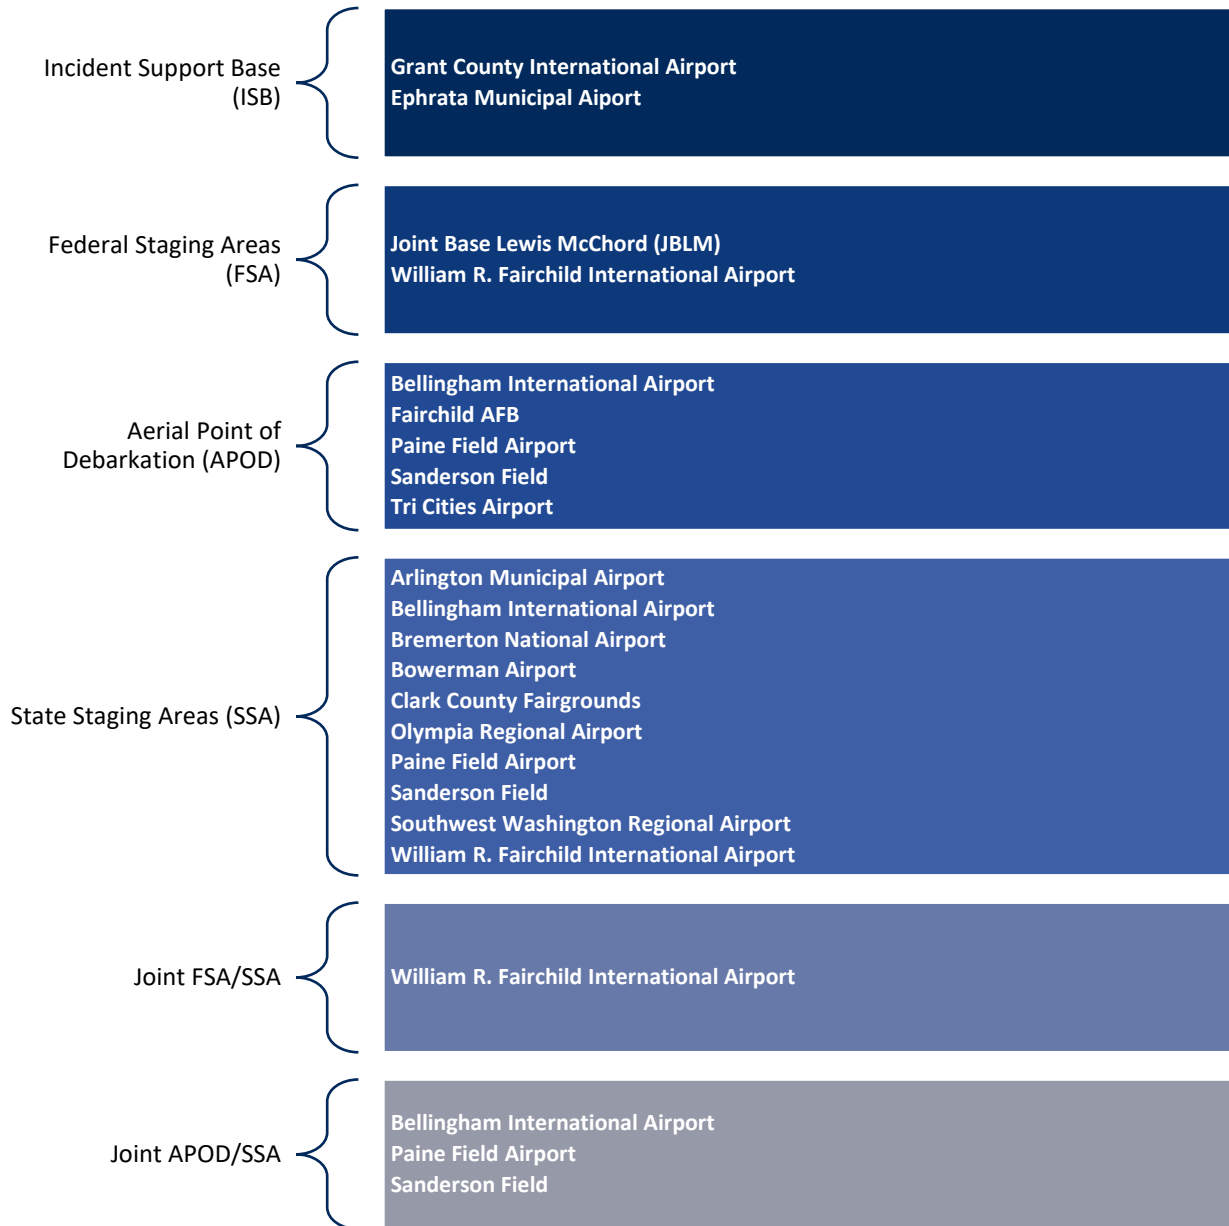 Incident Support Base
(ISB)
Grant County International Airport
Ephrata Municipal Aiport
Federal Staging Areas
(FSA)
Joint Base Lewis McChord (JBLM)
William R. Fairchild International Airport
Aerial Point of
Debarkation (APOD)
Bellingham International Airport
Fairchild AFB
Paine Field Airport
Sanderson Field
Tri Cities Airport
State Staging Areas (SSA)
Arlington Municipal Airport
Bellingham International Airport
Bremerton National Airport
Bowerman Airport
Clark County Fairgrounds
Olympia Regional Airport
Paine Field Airport
Sanderson Field
Southwest Washington Regional Airport
William R. Fairchild International Airport
Joint FSA/SSA
William R. Fairchild International Airport
Joint APOD/SSA
Bellingham International Airport
Paine Field Airport
Sanderson Field